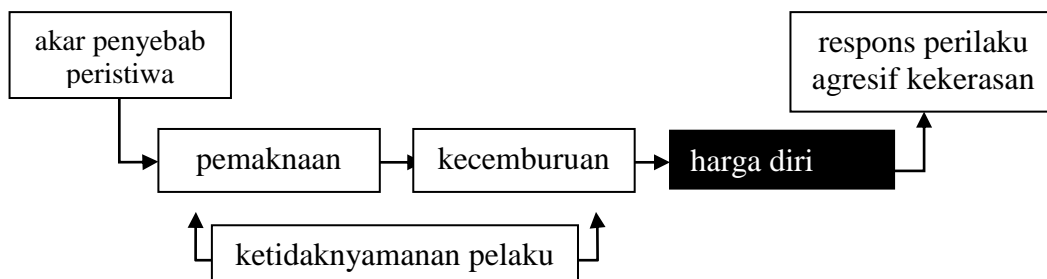 akar penyebab
peristiwa
respons perilaku
agresif kekerasan
pemaknaan
kecemburuan
harga diri
ketidaknyamanan pelaku